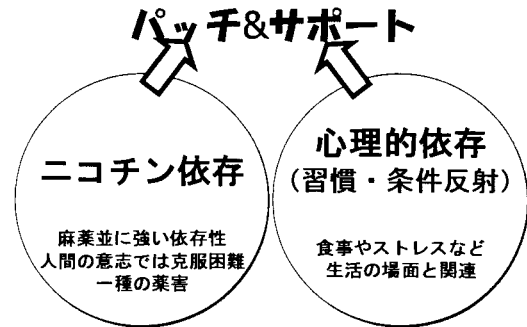 パッチ&サポート
ニコチン依存
麻薬並に強い依存性
人間の意志では克服困難
一種の薬害
心理的依存
(習慣・条件反射)
食事やストレスなど
生活の場面と関連